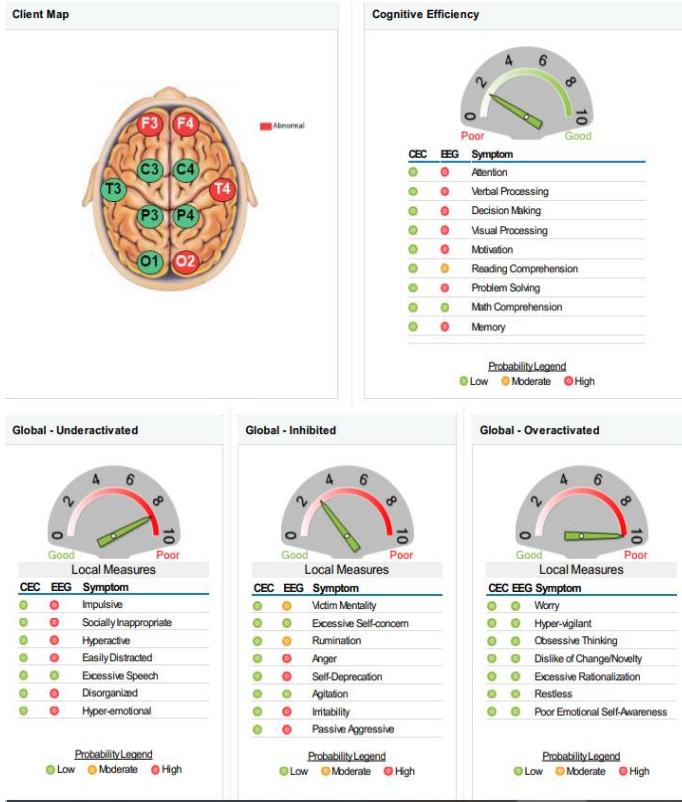 Client Map
F3 F4
Abnormal
C3 C4
T3 T4
P3 P4
O1 O2
Cognitive Efficiency
0 2 4 6 8 10
Poor Good
CEC EEG Symptom
Attention
Verbal Processing
Decision Making
Visual Processing
Motivation
Reading Comprehension
Problem Solving
Math Comprehension
Memory
Probability Legend
Low Moderate High
Global - Underactivated
0 2 4 6 8 10
Good Poor
Local Measures
CEC EEG Symptom
Impulsive
Socially Inappropriate
Hyperactive
Easily Distracted
Excessive Speech
Disorganized
Hyper-emotional
Probability Legend
Low Moderate High
Global - Inhibited
0 2 4 6 8 10
Good Poor
Local Measures
CEC EEG Symptom
Victim Mentality
Excessive Self-concern
Rumination
Anger
Self-Deprecation
Agitation
Irritability
Passive Aggressive
Probability Legend
Low Moderate High
Global - Overactivated
0 2 4 6 8 10
Good Poor
Local Measures
CEC EEG Symptom
Worry
Hyper-vigilant
Obsessive Thinking
Dislike of Change/Novelty
Excessive Rationalization
Restless
Poor Emotional Self-Awareness
Probability Legend
Low Moderate High